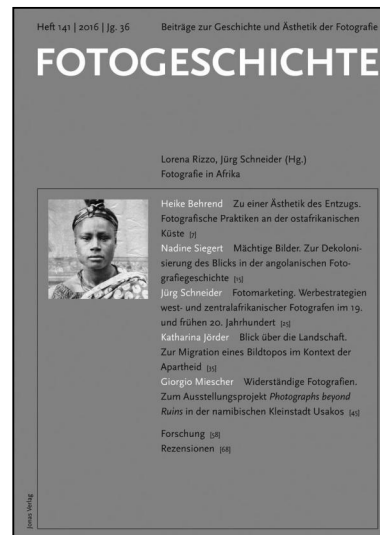 Heft 141 | 2016 | Jg. 36 Beiträge zur Geschichte und Ästhetik der Fotografie
FOTOGESCHICHTE
Lorena Rizzo, Jürg Schneider (Hg.)
Fotografie in Afrika
Heike Behrend Zu einer Ästhetik des Entzugs.
Fotografische Praktiken an der ostafrikanischen
Küste [7]
Nadine Siegert Mächtige Bilder. Zur Dekoloni-
sierung des Blicks in der angolanischen Foto-
grafiegeschichte [15]
Jürg Schneider Fotomarketing. Werbestrategien
west- und zentralafrikanischer Fotografen im 19.
und frühen 20. Jahrhundert [25]
Katharina Jörder Blick über die Landschaft.
Zur Migration eines Bildtopos im Kontext der
Apartheid [35]
Giorgio Miescher Widerständige Fotografien.
Zum Ausstellungsprojekt Photographs beyond
Ruins in der namibischen Kleinstadt Usakos [45]
Forschung [58]
Rezensionen [68]
Jonas Verlag